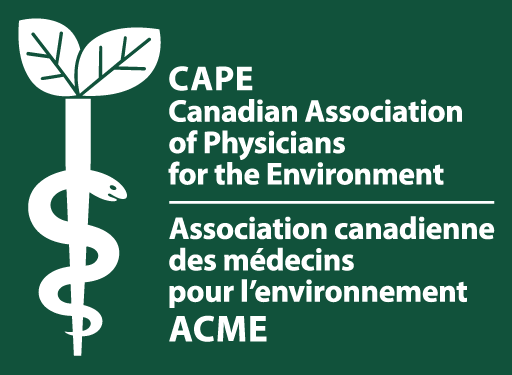 CAPE
Canadian Association
of Physicians
for the Environment
Association canadienne
des médecins
pour l’environnement
ACME